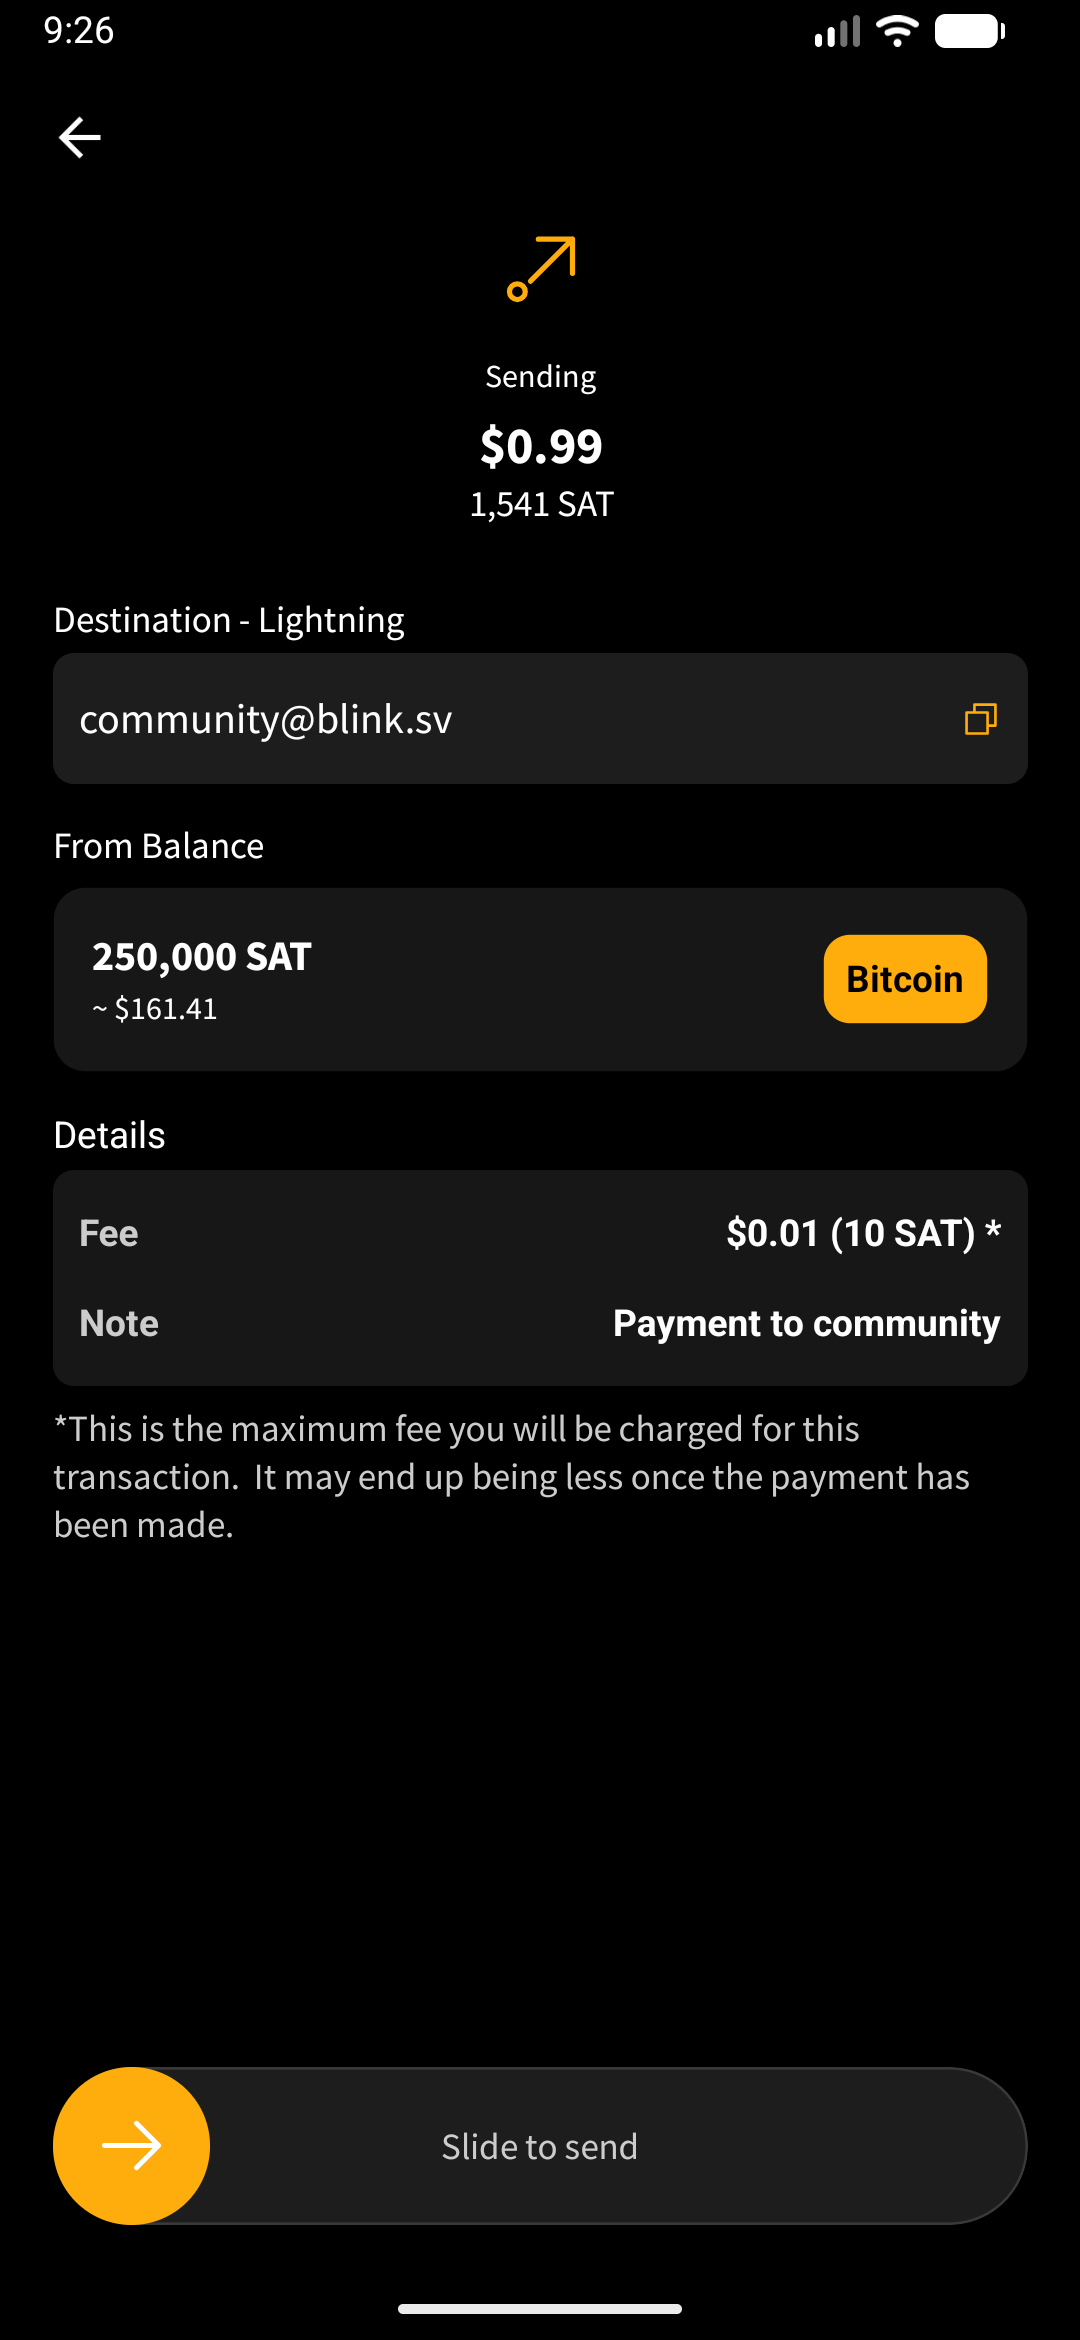 9:26
Sending
$0.99
1,541 SAT
Destination - Lightning
community@blink.sv
From Balance
250,000 SAT
~ $161.41
Bitcoin
Details
Fee $0.01 (10 SAT) *
Note Payment to community
*This is the maximum fee you will be charged for this
transaction.  It may end up being less once the payment has
been made.
Slide to send